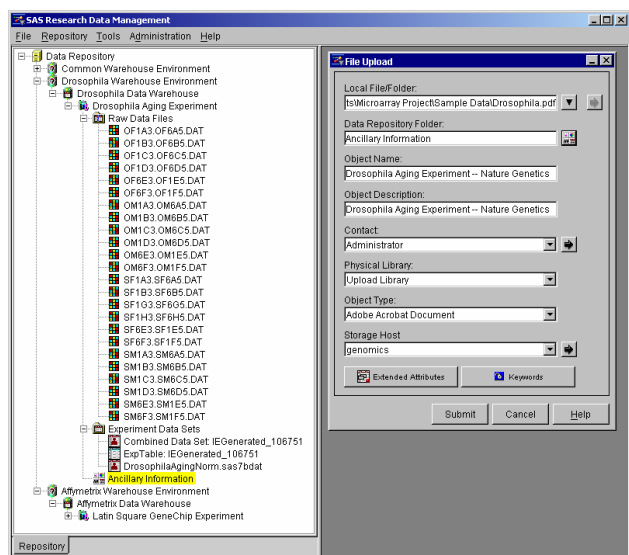 SAS Research Data Management
File Repository Tools Administration Help
Data Repository
Common Warehouse Environment
Drosophila Warehouse Environment
Drosophila Data Warehouse
Drosophila Aging Experiment
Raw Data Files
OF1A3.OF6A5.DAT
OF1B3.OF6B5.DAT
OF1C3.OF6C5.DAT
OF1D3.OF6D5.DAT
OF6E3.OF1E5.DAT
OF6F3.OF1F5.DAT
OM1A3.OM6A5.DAT
OM1B3.OM6B5.DAT
OM1C3.OM6C5.DAT
OM1D3.OM6D5.DAT
OM6E3.OM1E5.DAT
OM6F3.OM1F5.DAT
SF1A3.SF6A5.DAT
SF1B3.SF6B5.DAT
SF1G3.SF6G5.DAT
SF1H3.SF6H5.DAT
SF6E3.SF1E5.DAT
SF6F3.SF1F5.DAT
SM1A3.SM6A5.DAT
SM1B3.SM6B5.DAT
SM1C3.SM6C5.DAT
SM1D3.SM6D5.DAT
SM6E3.SM1E5.DAT
SM6F3.SM1F5.DAT
Experiment Data Sets
Combined Data Set: IEGenerated_106751
ExpTable: IEGenerated_106751
DrosophilaAgingNorm.sas7bdat
Ancillary Information
Affymetrix Warehouse Environment
Affymetrix Data Warehouse
Latin Square GeneChip Experiment
Repository
File Upload
Local File/Folder:
ts\Microarray Project\Sample Data\Drosophila.pdf
Data Repository Folder:
Ancillary Information
Object Name:
Drosophila Aging Experiment -- Nature Genetics
Object Description:
Drosophila Aging Experiment -- Nature Genetics
Contact:
Administrator
Physical Library:
Upload Library
Object Type:
Adobe Acrobat Document
Storage Host
genomics
Extended Attributes Keywords
Submit Cancel Help